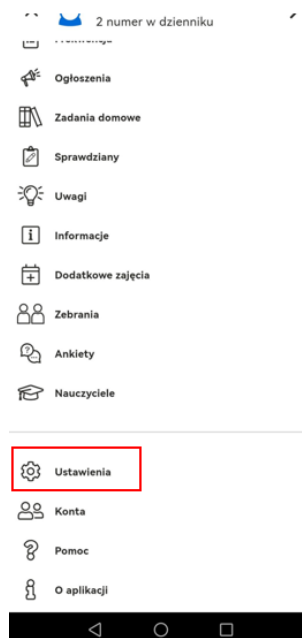 2 numer w dzienniku
Ogłoszenia
Zadania domowe
Sprawdziany
Uwagi
Informacje
Dodatkowe zajęcia
Zebrania
Ankiety
Nauczyciele
Ustawienia
Konta
Pomoc
O aplikacji